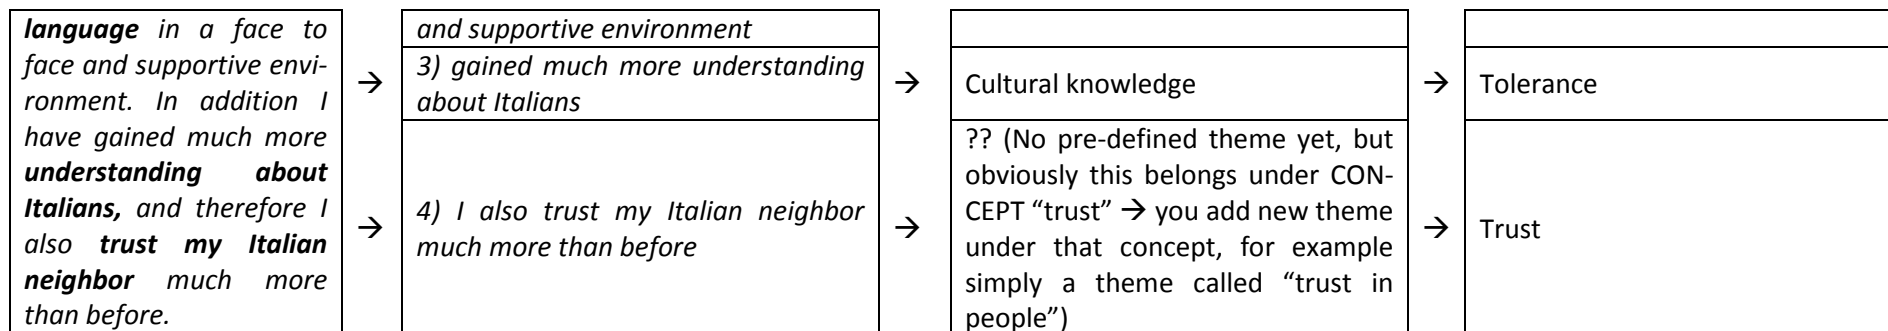 language in a face to
face and supportive envi-
ronment. In addition I
have gained much more
understanding about
Italians, and therefore I
also trust my Italian
neighbor much more
than before.
→
→
and supportive environment
3) gained much more understanding
about Italians
4) I also trust my Italian neighbor
much more than before
→
→
Cultural knowledge
?? (No pre-defined theme yet, but
obviously this belongs under CON-
CEPT “trust” → you add new theme
under that concept, for example
simply a theme called “trust in
people”)
→
→
Tolerance
Trust